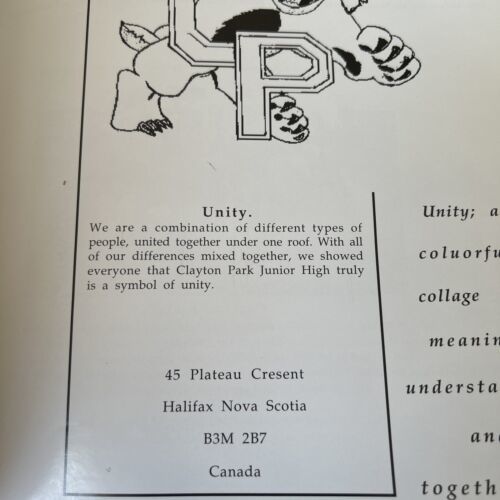 CP
Unity.
We are a combination of different types of
people, united together under one roof. With all
of our differences mixed together, we showed
everyone that Clayton Park Junior High truly
is a symbol of unity.
45 Plateau Cresent
Halifax Nova Scotia
B3M 2B7
Canada
Unity; a
coluorfu
collage
meanin
understa
an
togeth